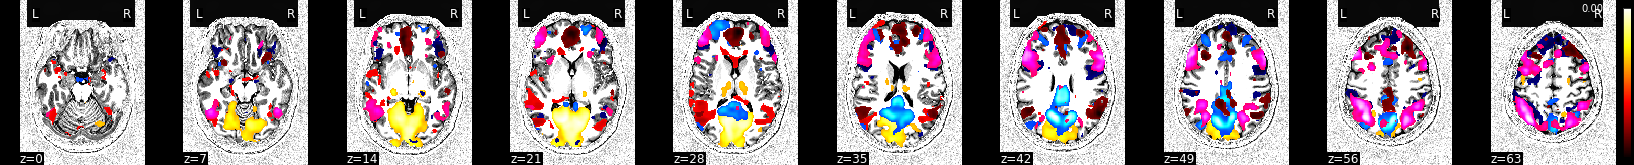 L R L R L R L R L R L R L R L R L R L R 0.00
z=0 z=7 z=14 z=21 z=28 z=35 z=42 z=49 z=56 z=63